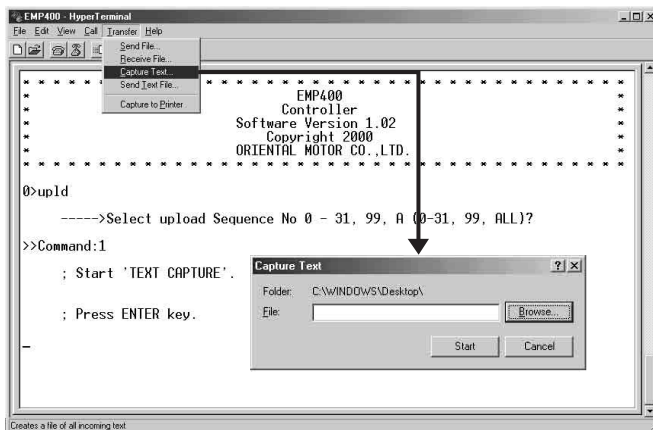 EMP400 - HyperTerminal
File Edit View Call Transfer Help
Send File...
Receive File...
Capture Text...
Send Text File...
Capture to Printer
* * * * * * * * * * * * * * * * * * * * * * * * * * * * * * * * * * * *
* EMP400 *
* Controller *
* Software Version 1.02 *
* Copyright 2000 *
* ORIENTAL MOTOR CO.,LTD. *
* * * * * * * * * * * * * * * * * * * * * * * * * * * * * * * * * * * *
0>upld
----->Select upload Sequence No 0 - 31, 99, A (0-31, 99, ALL)?
>>Command:1
; Start 'TEXT CAPTURE'.
; Press ENTER key.
_
Capture Text
Folder: C:\WINDOWS\Desktop\
File: Browse...
Start Cancel
Creates a file of all incoming text